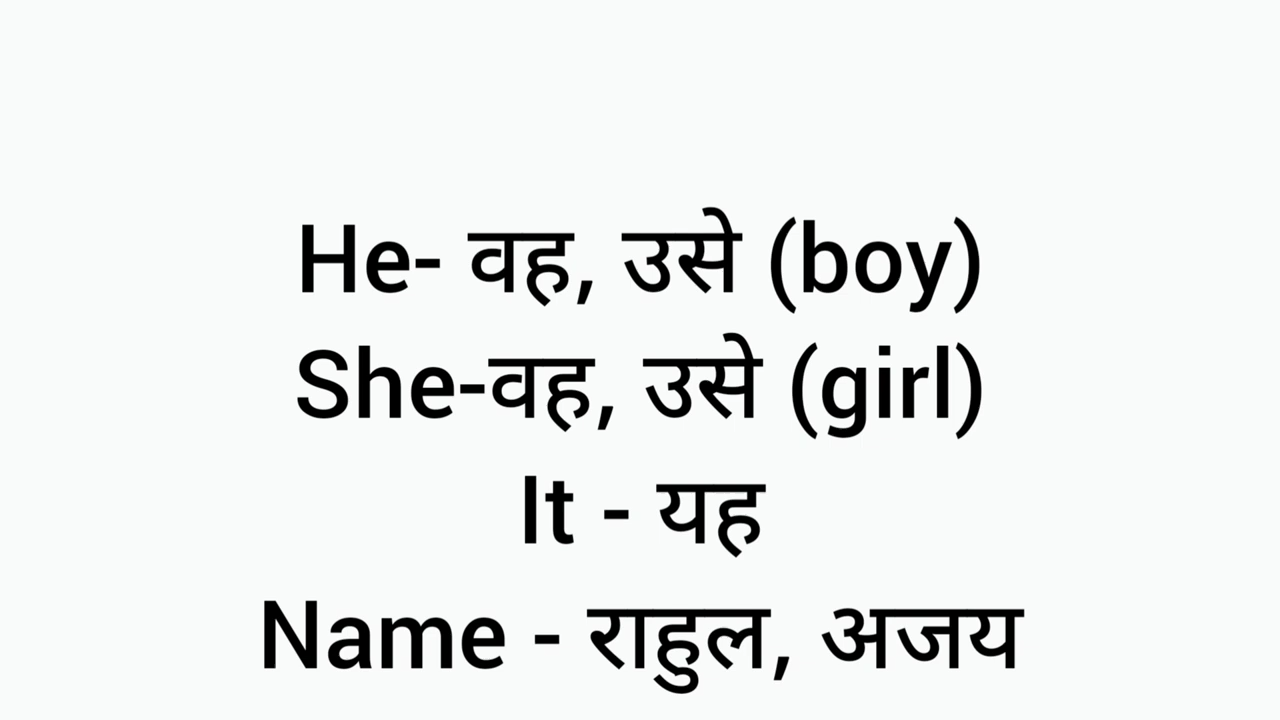 He- वह, उसे (boy)
She-वह, उसे (girl)
It - यह
Name - राहुल, अजय